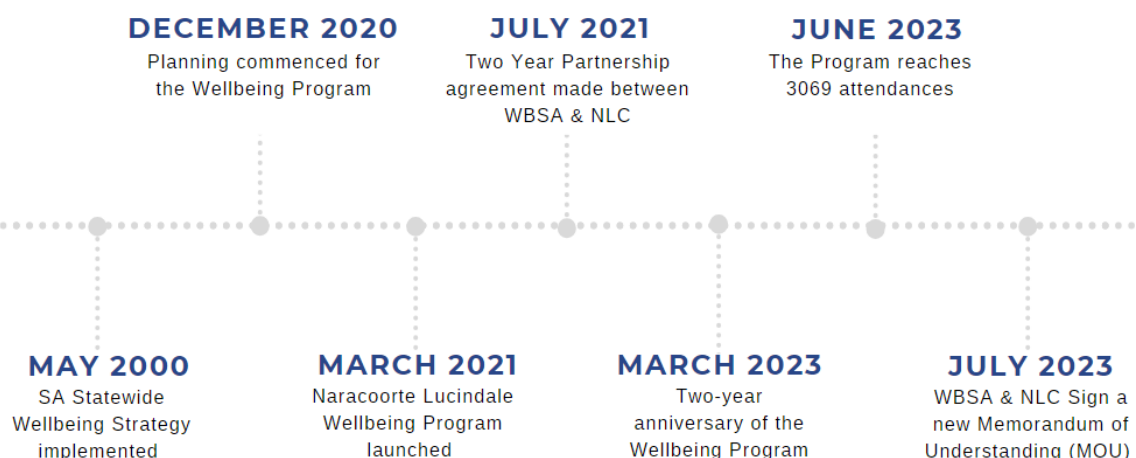 DECEMBER 2020
Planning commenced for
the Wellbeing Program
JULY 2021
Two Year Partnership
agreement made between
WBSA & NLC
JUNE 2023
The Program reaches
3069 attendances
MAY 2000
SA Statewide
Wellbeing Strategy
implemented
MARCH 2021
Naracoorte Lucindale
Wellbeing Program
launched
MARCH 2023
Two-year
anniversary of the
Wellbeing Program
JULY 2023
WBSA & NLC Sign a
new Memorandum of
Understanding (MOU)